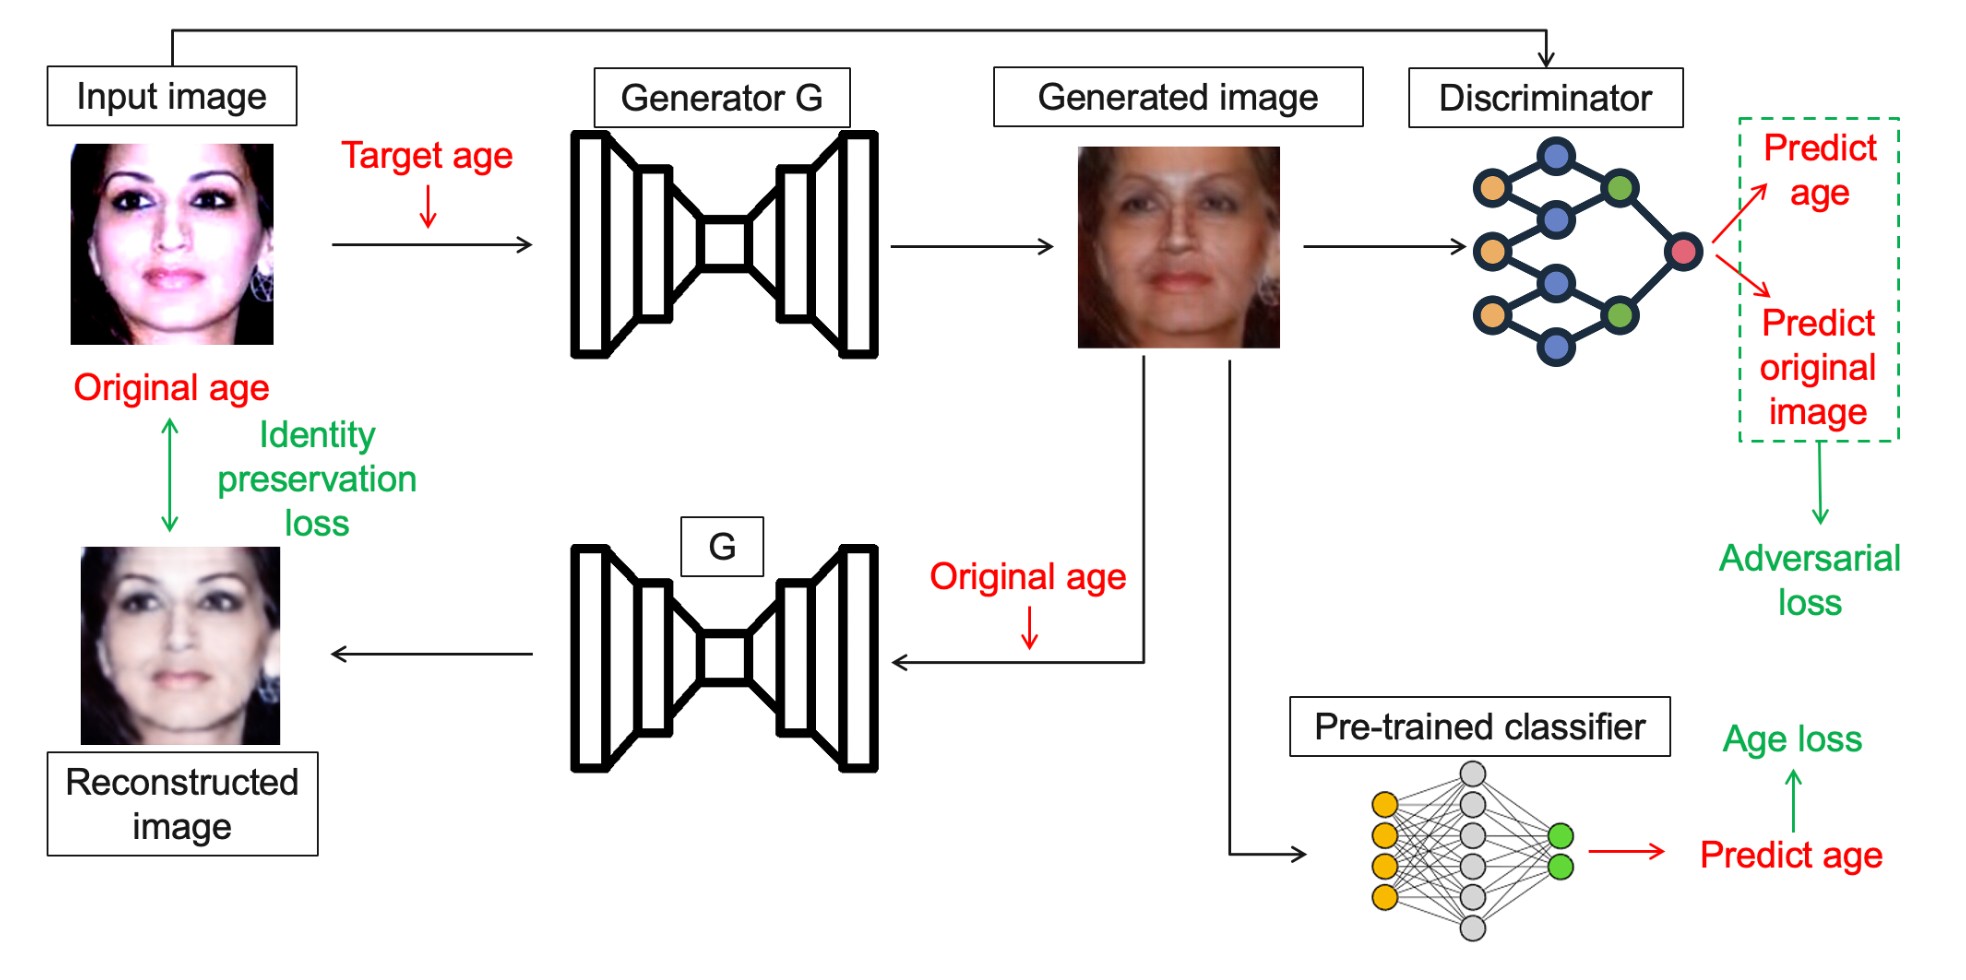 Input image
Generator G
Generated image
Discriminator
Target age
Predict
age
Predict
original
image
Original age
Identity
preservation
loss
G
Original age
Adversarial
loss
Reconstructed
image
Pre-trained classifier
Age loss
Predict age